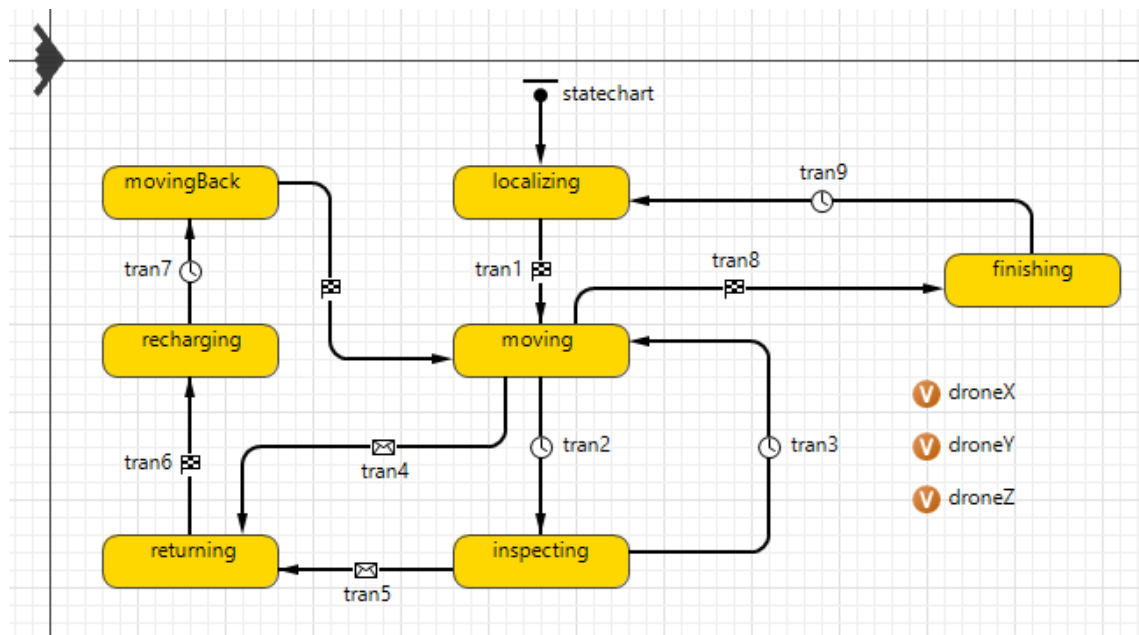 statechart
movingBack
localizing
tran9
tran7
tran1
tran8
finishing
recharging
moving
V droneX
tran2
tran3
V droneY
tran6
tran4
V droneZ
returning
inspecting
tran5